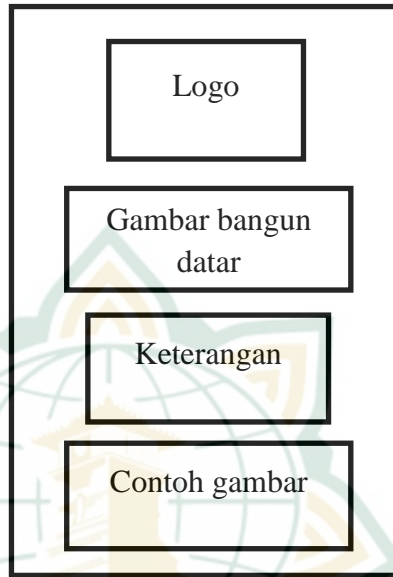 Logo
Gambar bangun
datar
Keterangan
Contoh gambar